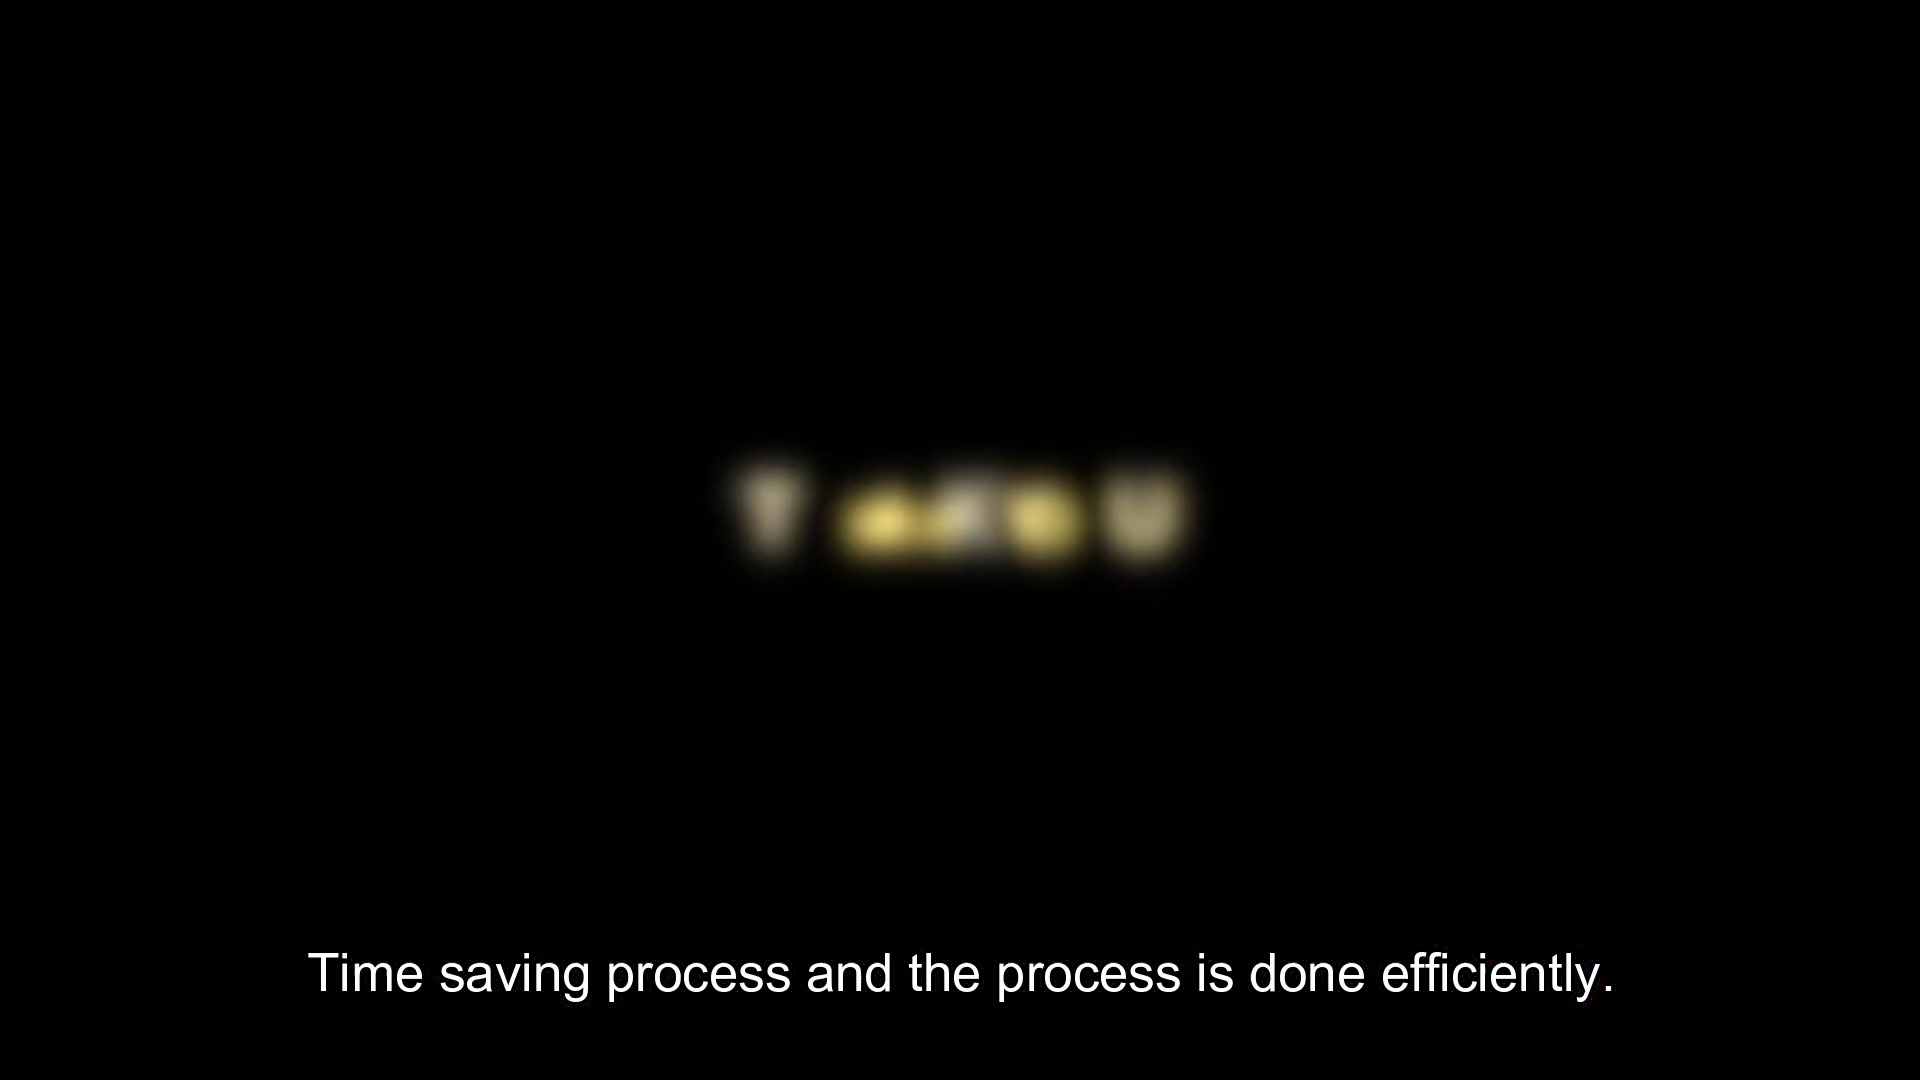 Time saving process and the process is done efficiently.